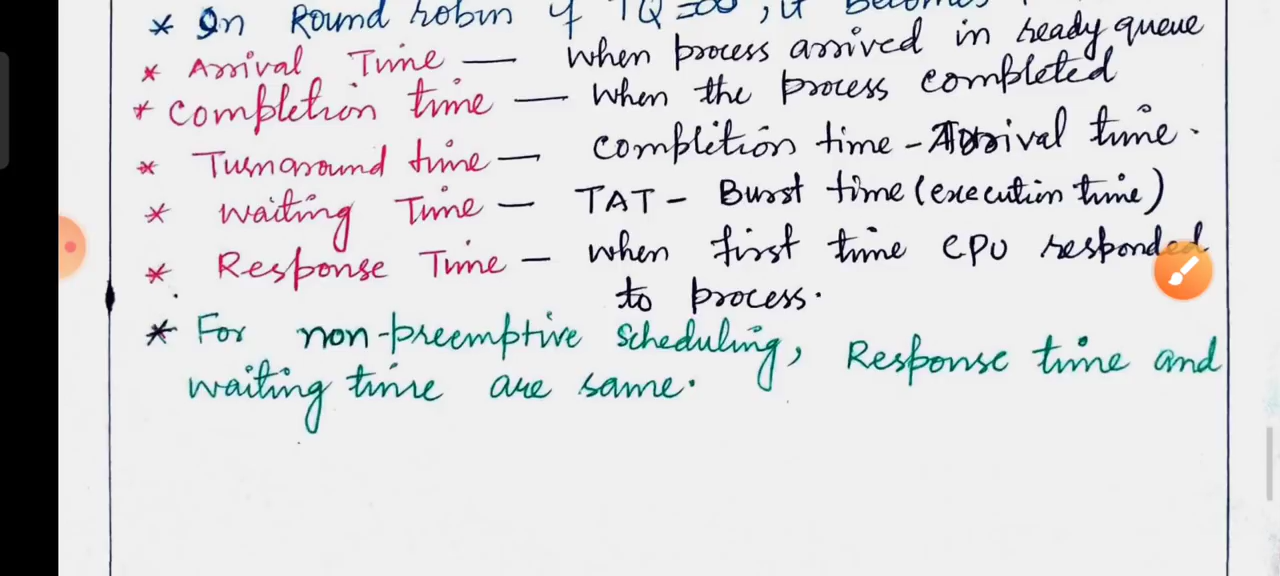 * In Round robin if TQ=∞, it becomes
* Arrival Time — when process arrived in ready queue
* Completion time — when the process completed
* Turnaround time — completion time - Arrival time.
* Waiting Time — TAT - Burst time (execution time)
* Response Time — when first time CPU responded
to process.
* For non-preemptive scheduling, Response time and
waiting time are same.